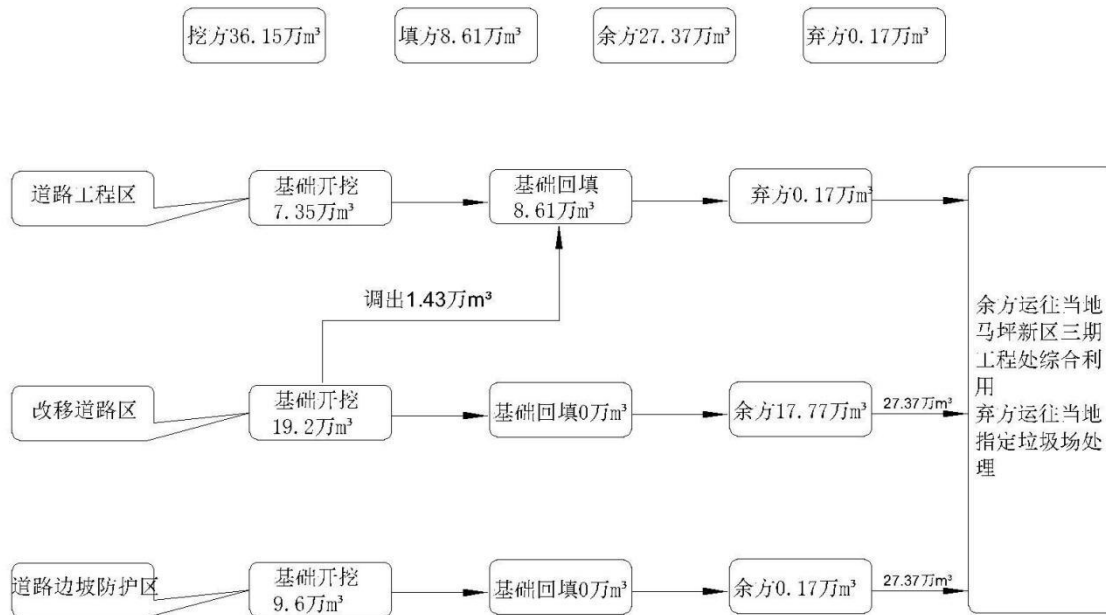 挖方36.15万m³
填方8.61万m³
余方27.37万m³
弃方0.17万m³
道路工程区
基础开挖
7.35万m³
基础回填
8.61万m³
弃方0.17万m³
调出1.43万m³
改移道路区
基础开挖
19.2万m³
基础回填0万m³
余方17.77万m³
27.37万m³
道路边坡防护区
基础开挖
9.6万m³
基础回填0万m³
余方0.17万m³
27.37万m³
余方运往当地
马坪新区三期
工程处综合利
用
弃方运往当地
指定垃圾场处
理